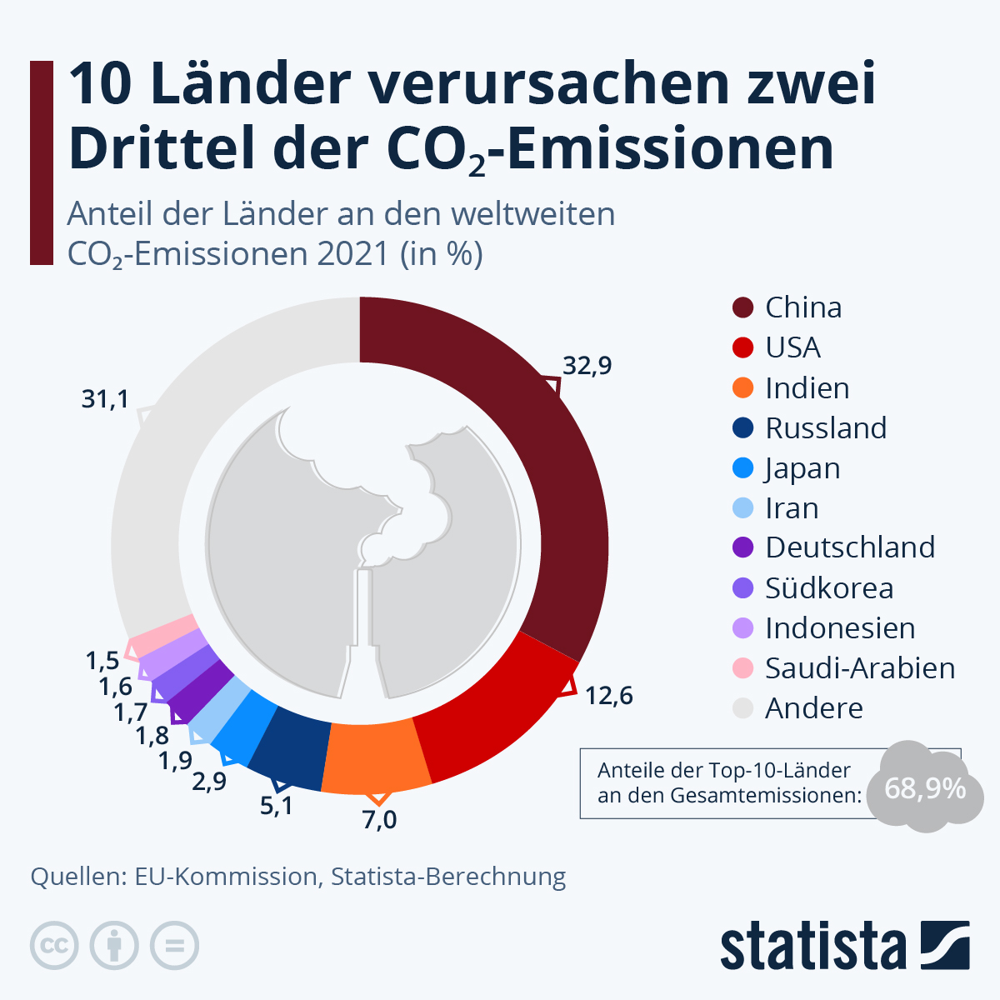 10 Länder verursachen zwei
Drittel der CO₂-Emissionen
Anteil der Länder an den weltweiten
CO₂-Emissionen 2021 (in %)
32,9
12,6
7,0
5,1
2,9
1,9
1,8
1,7
1,6
1,5
31,1
China
USA
Indien
Russland
Japan
Iran
Deutschland
Südkorea
Indonesien
Saudi-Arabien
Andere
Anteile der Top-10-Länder
an den Gesamtemissionen:
68,9%
Quellen: EU-Kommission, Statista-Berechnung
cc
statista